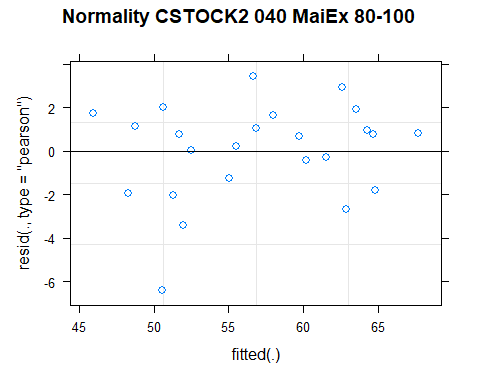 Normality CSTOCK2 040 MaiEx 80-100
resid(., type = "pearson")
2
0
-2
-4
-6
45 50 55 60 65
fitted(.)